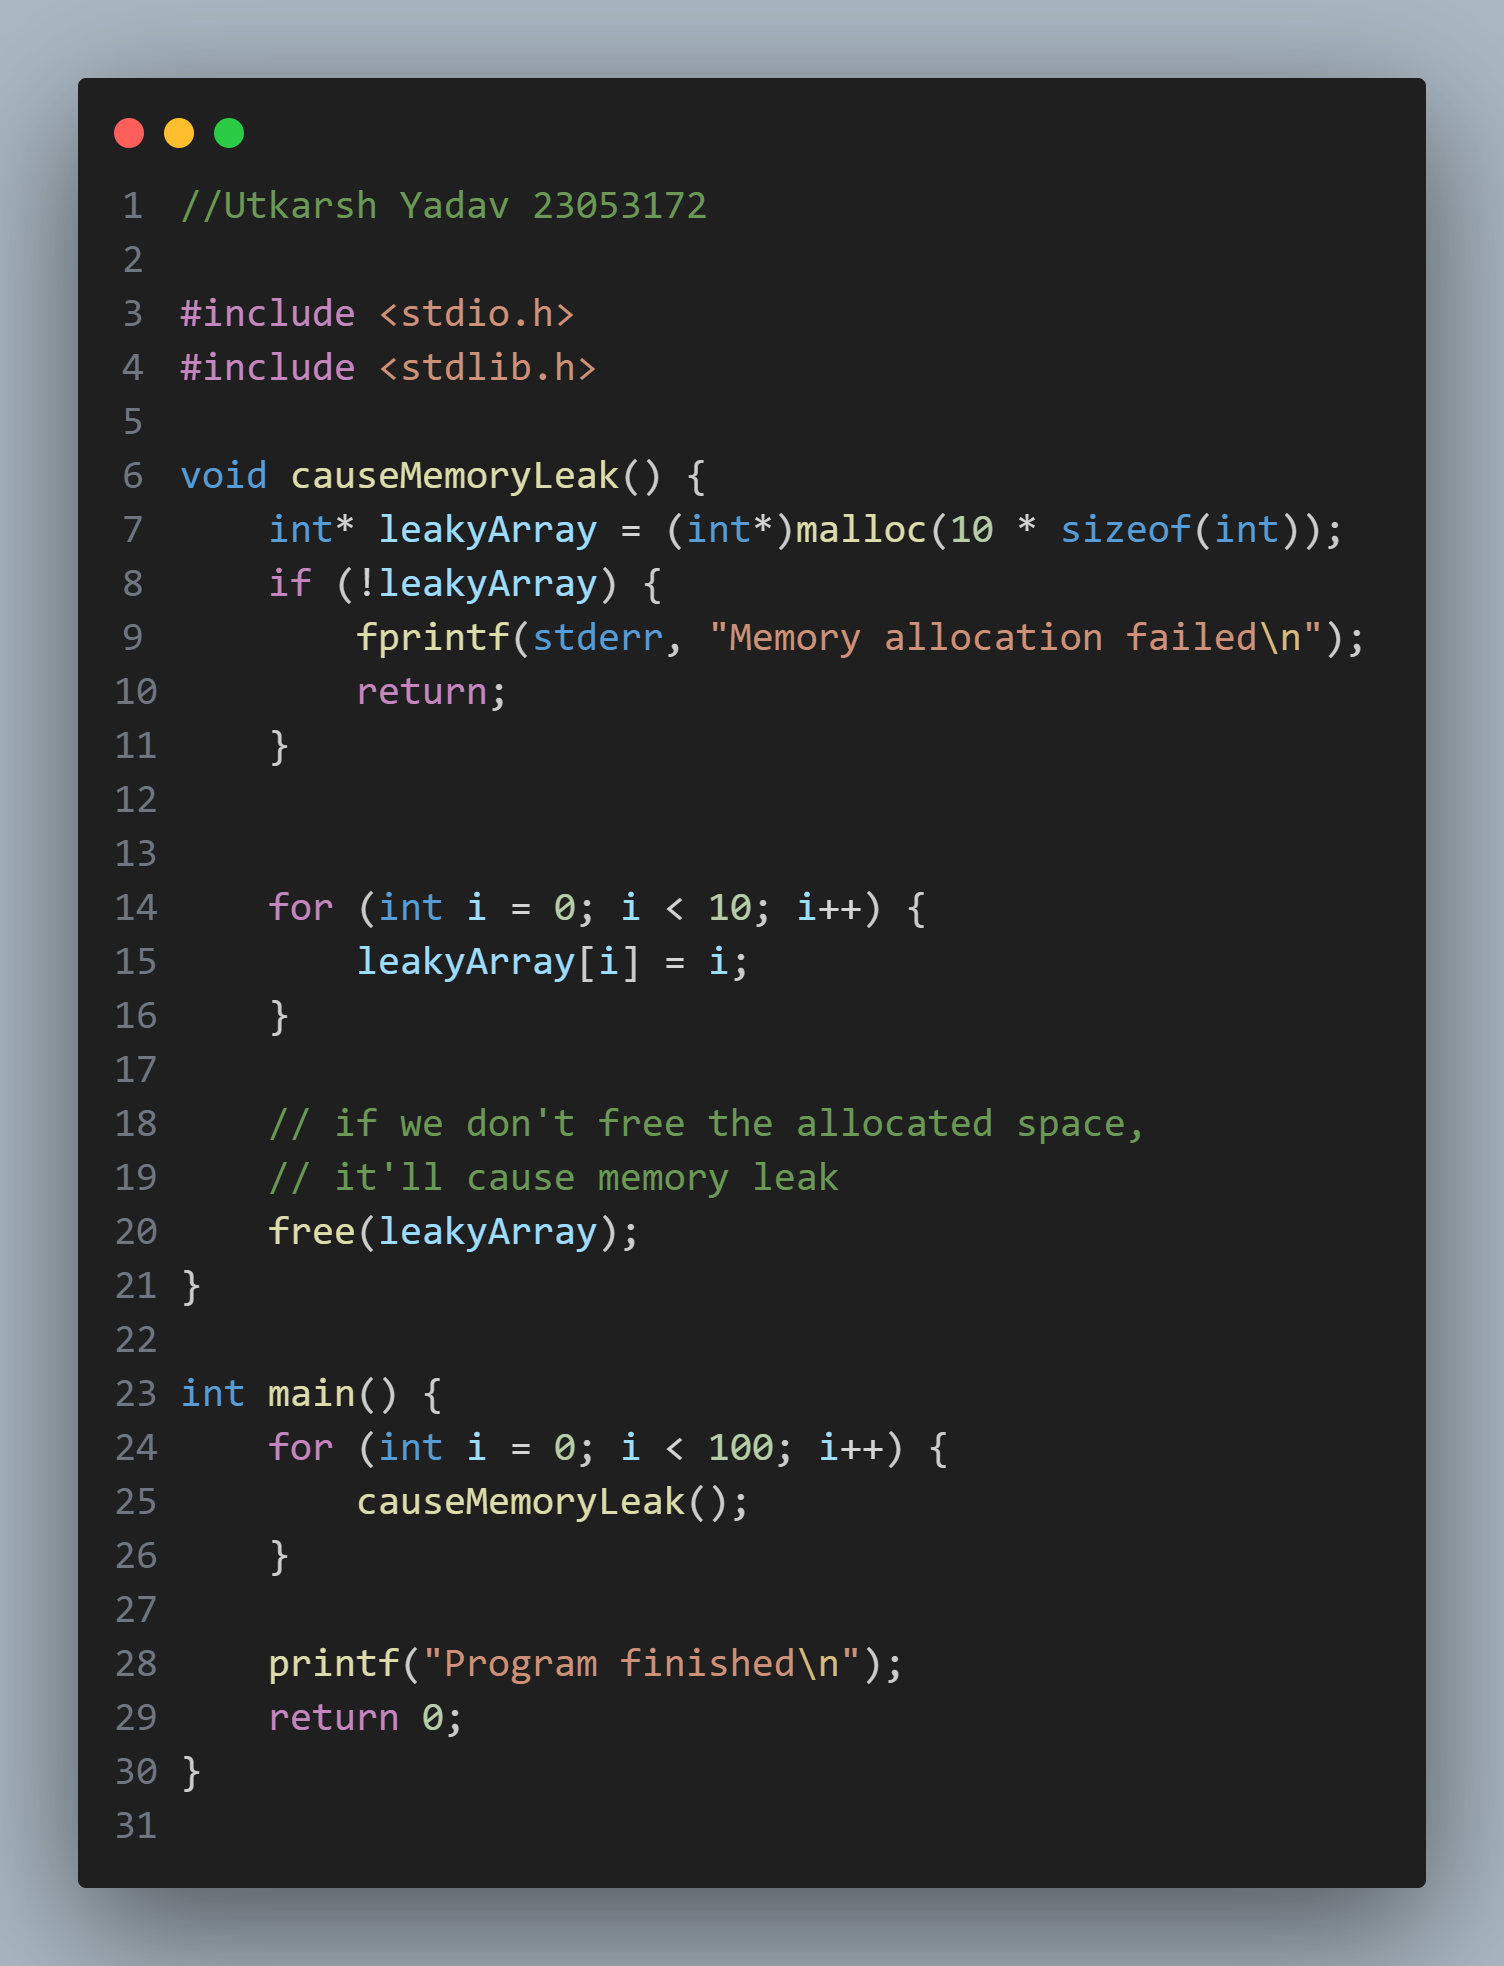 1 //Utkarsh Yadav 23053172
2
3 #include <stdio.h>
4 #include <stdlib.h>
5
6 void causeMemoryLeak() {
7     int* leakyArray = (int*)malloc(10 * sizeof(int));
8     if (!leakyArray) {
9         fprintf(stderr, "Memory allocation failed\n");
10         return;
11     }
12
13
14     for (int i = 0; i < 10; i++) {
15         leakyArray[i] = i;
16     }
17
18     // if we don't free the allocated space,
19     // it'll cause memory leak
20     free(leakyArray);
21 }
22
23 int main() {
24     for (int i = 0; i < 100; i++) {
25         causeMemoryLeak();
26     }
27
28     printf("Program finished\n");
29     return 0;
30 }
31